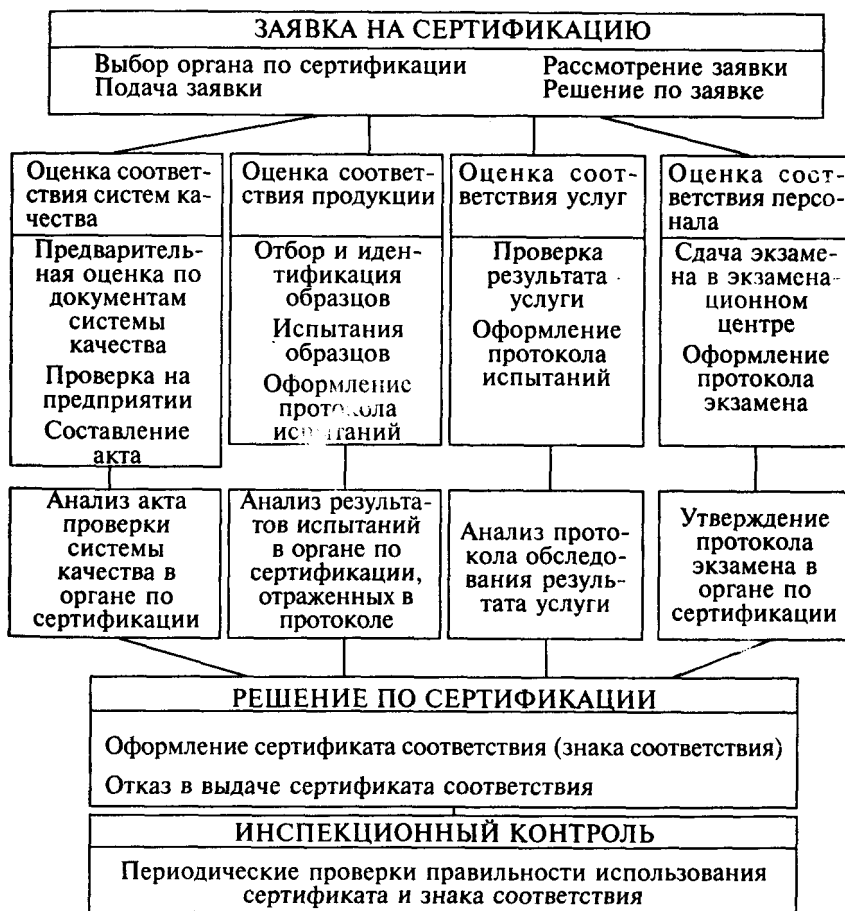 ЗАЯВКА НА СЕРТИФИКАЦИЮ
Выбор органа по сертификации
Подача заявки
Рассмотрение заявки
Решение по заявке
Оценка соответ-
ствия систем ка-
чества
Предваритель-
ная оценка по
документам
системы
качества
Проверка на
предприятии
Составление
акта
Анализ акта
проверки
системы
качества в
органе по
сертификации
Оценка соответ-
ствия продукции
Отбор и иден-
тификация
образцов
Испытания
образцов
Оформление
протокола
испытаний
Анализ результа-
тов испытаний
в органе по
сертификации,
отраженных в
протоколе
Оценка соот-
ветствия услуг
Проверка
результата
услуги
Оформление
протокола
испытаний
Анализ прото-
кола обследо-
вания резуль-
тата услуги
Оценка соот-
ветствия персо-
нала
Сдача экзаме-
на в экзамена-
ционном
центре
Оформление
протокола
экзамена
Утверждение
протокола
экзамена в
органе по
сертификации
РЕШЕНИЕ ПО СЕРТИФИКАЦИИ
Оформление сертификата соответствия (знака соответствия)
Отказ в выдаче сертификата соответствия
ИНСПЕКЦИОННЫЙ КОНТРОЛЬ
Периодические проверки правильности использования
сертификата и знака соответствия